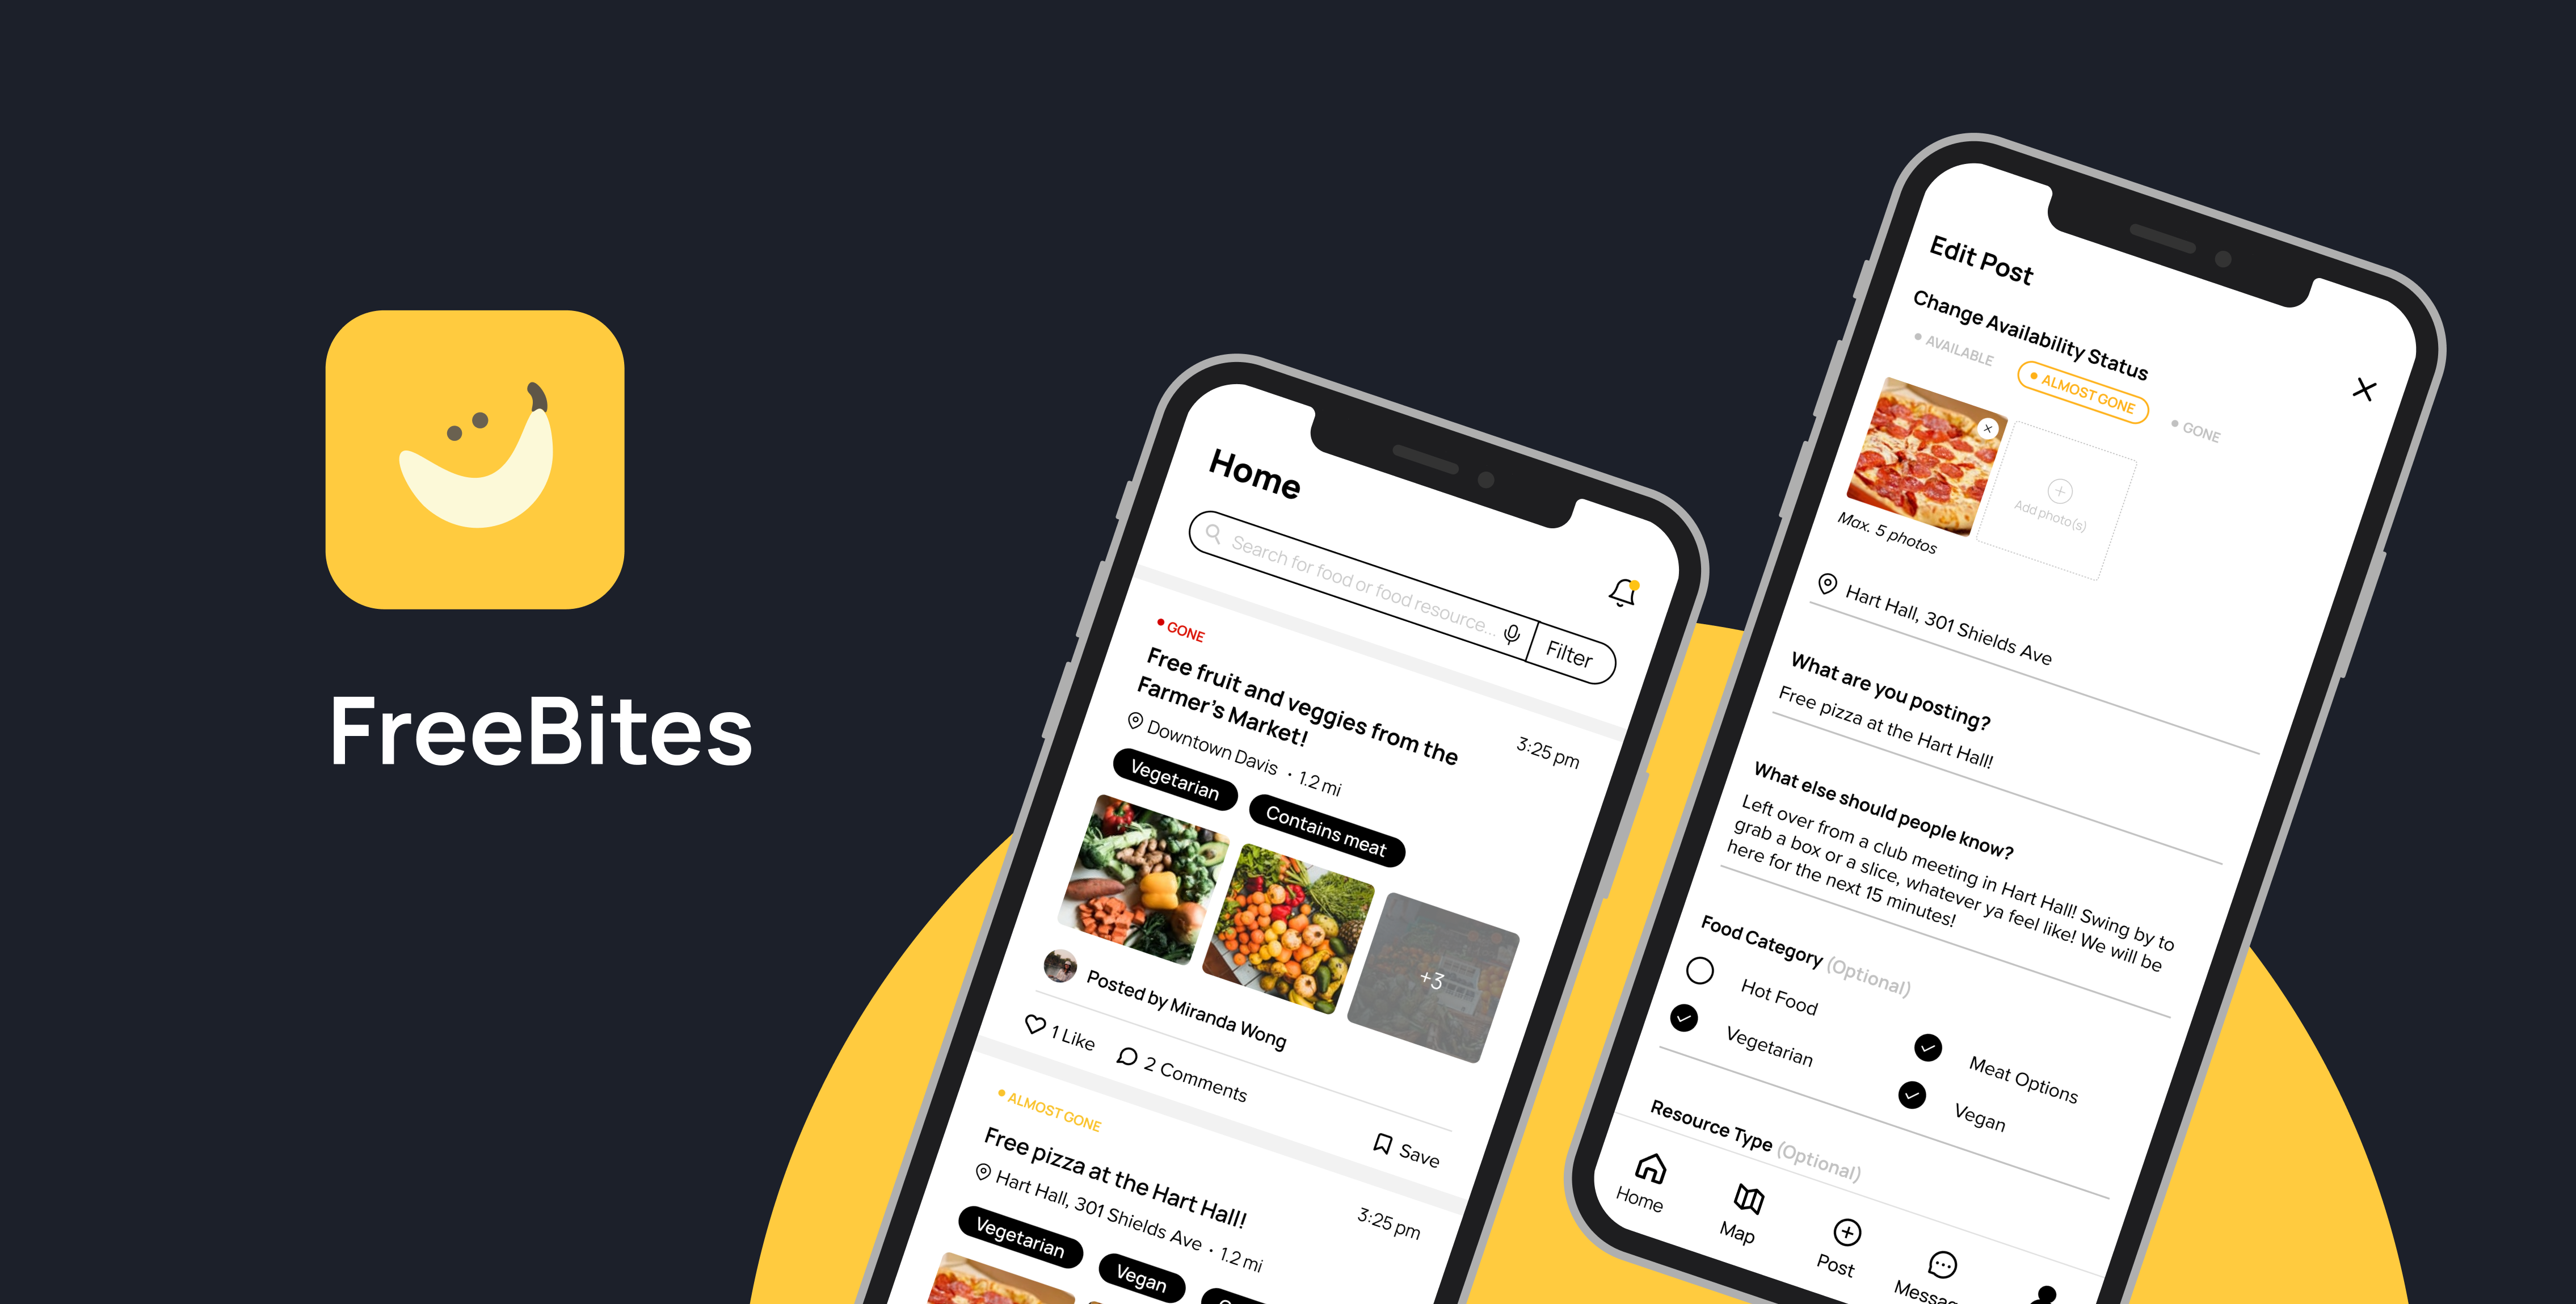 FreeBites
Home
Search for food or food resource...
Filter
GONE
Free fruit and veggies from the
Farmer's Market!
3:25 pm
Downtown Davis · 1.2 mi
Vegetarian
Contains meat
+3
Posted by Miranda Wong
1 Like
2 Comments
Save
ALMOST GONE
Free pizza at the Hart Hall!
3:25 pm
Hart Hall, 301 Shields Ave · 1.2 mi
Vegetarian
Vegan
Edit Post
Change Availability Status
AVAILABLE
ALMOST GONE
GONE
Add photo(s)
Max. 5 photos
Hart Hall, 301 Shields Ave
What are you posting?
Free pizza at the Hart Hall!
What else should people know?
Left over from a club meeting in Hart Hall! Swing by to
grab a box or a slice, whatever ya feel like! We will be
here for the next 15 minutes!
Food Category (Optional)
Hot Food
Meat Options
Vegetarian
Vegan
Resource Type (Optional)
Home
Map
Post
Messag